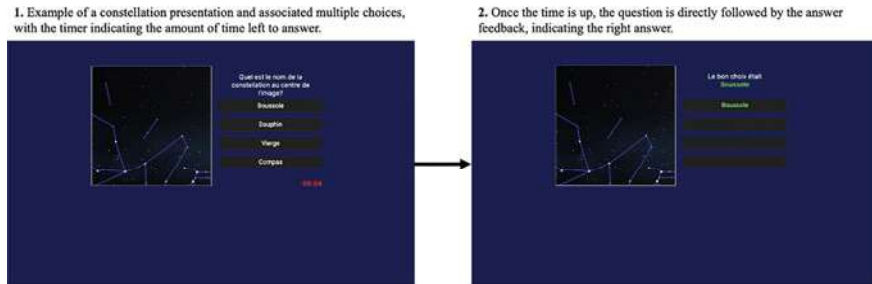 1. Example of a constellation presentation and associated multiple choices,
with the timer indicating the amount of time left to answer.
Quel est le nom de la
constellation au centre de
l'image?
Boussole
Dauphin
Vierge
Compas
00:04
2. Once the time is up, the question is directly followed by the answer
feedback, indicating the right answer.
Le bon choix était
Boussole
Boussole